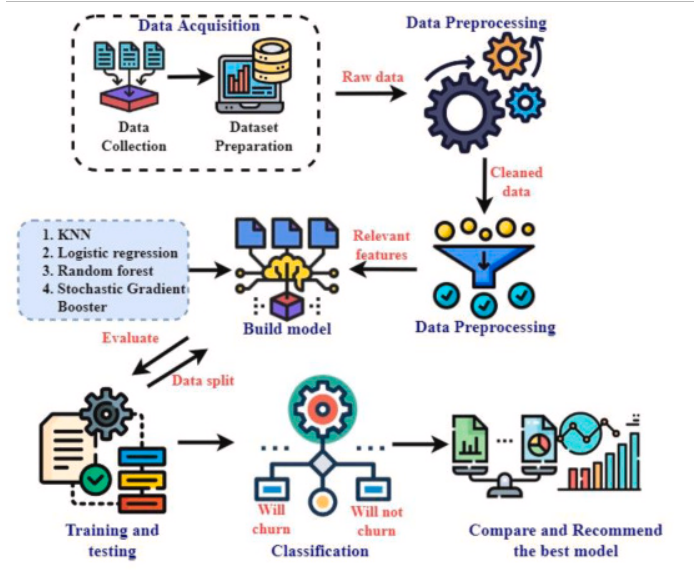 Data Acquisition
Data
Collection
Dataset
Preparation
Raw data
Data Preprocessing
Cleaned
data
1. KNN
2. Logistic regression
3. Random forest
4. Stochastic Gradient
Booster
Build model
Relevant
features
Data Preprocessing
Evaluate
Data split
Training and
testing
Will
churn
Will not
churn
Classification
Compare and Recommend
the best model